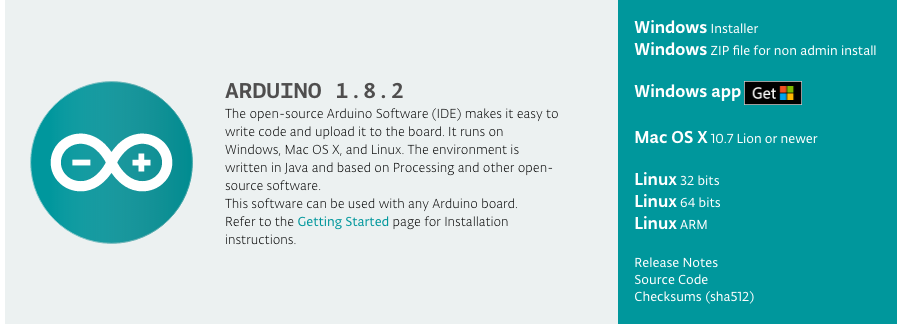 ARDUINO 1.8.2
The open-source Arduino Software (IDE) makes it easy to
write code and upload it to the board. It runs on
Windows, Mac OS X, and Linux. The environment is
written in Java and based on Processing and other open-
source software.
This software can be used with any Arduino board.
Refer to the Getting Started page for Installation
instructions.
Windows Installer
Windows ZIP file for non admin install
Windows app Get
Mac OS X 10.7 Lion or newer
Linux 32 bits
Linux 64 bits
Linux ARM
Release Notes
Source Code
Checksums (sha512)